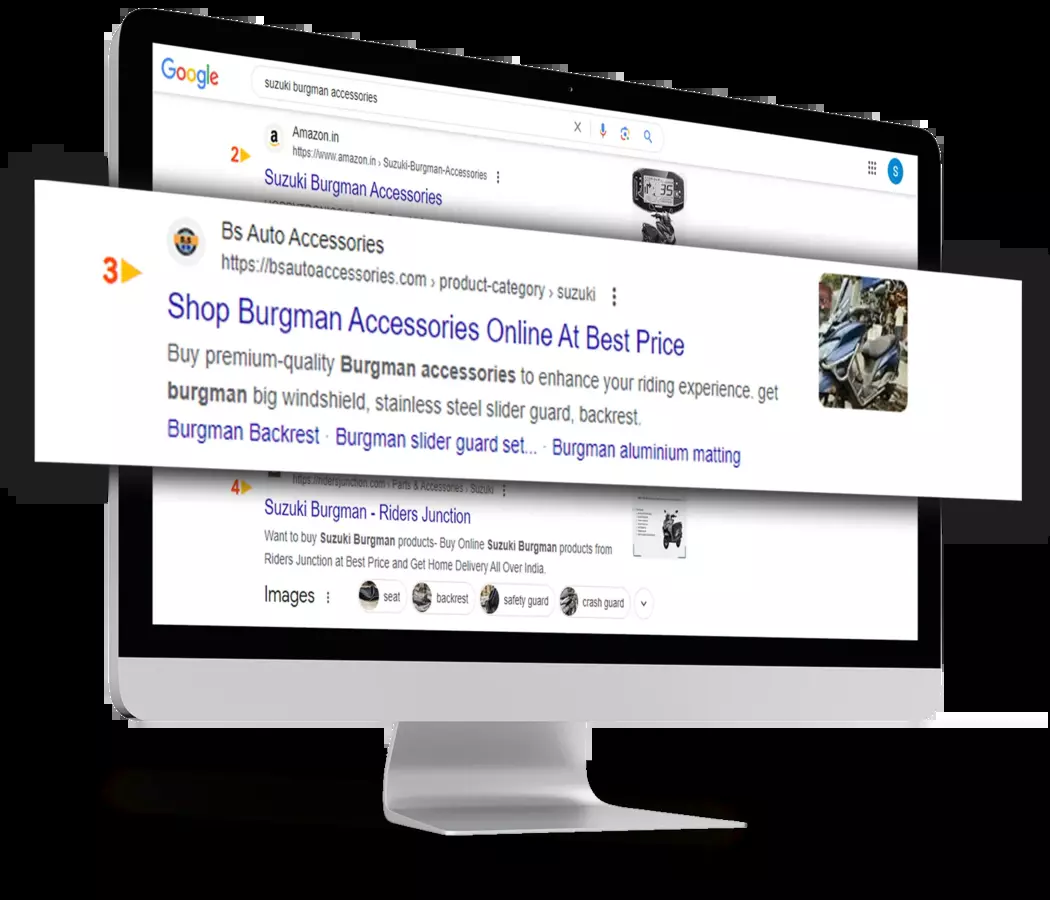 Google
suzuki burgman accessories
S
a
Amazon.in
https://www.amazon.in › Suzuki-Burgman-Accessories
2
Suzuki Burgman Accessories
35
Bs Auto Accessories
https://bsautoaccessories.com › product-category › suzuki
3
Shop Burgman Accessories Online At Best Price
Buy premium-quality Burgman accessories to enhance your riding experience. get
burgman big windshield, stainless steel slider guard, backrest.
Burgman Backrest · Burgman slider guard set... · Burgman aluminium matting
https://ridersjunction.com › Parts & Accessories › Suzuki
4
Suzuki Burgman - Riders Junction
Want to buy Suzuki Burgman products- Buy Online Suzuki Burgman products from
Riders Junction at Best Price and Get Home Delivery All Over India.
Images
seat
backrest
safety guard
crash guard